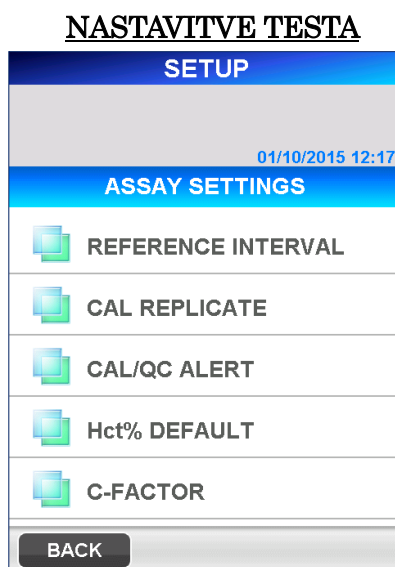 NASTAVITVE TESTA
SETUP
01/10/2015 12:17
ASSAY SETTINGS
REFERENCE INTERVAL
CAL REPLICATE
CAL/QC ALERT
Hct% DEFAULT
C-FACTOR
BACK